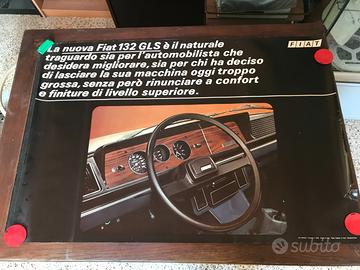 La nuova Fiat 132 GLS è il naturale
traguardo sia per l'automobilista che
desidera migliorare, sia per chi ha deciso
di lasciare la sua macchina oggi troppo
grossa, senza però rinunciare a confort
e finiture di livello superiore.
FIAT
subito